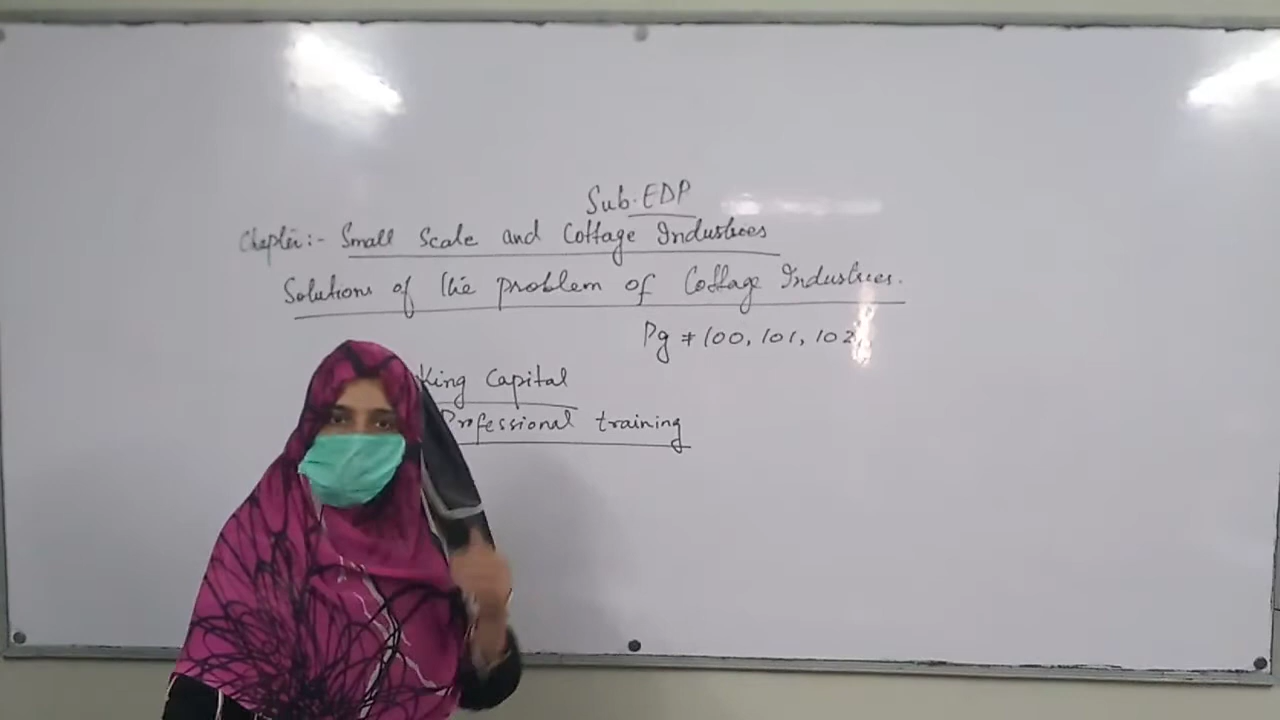 Sub. EDP
Chapter:- Small Scale and Cottage Industries
Solutions of the problem of Cottage Industries.
Pg # 100, 101, 102
King Capital
Professional training